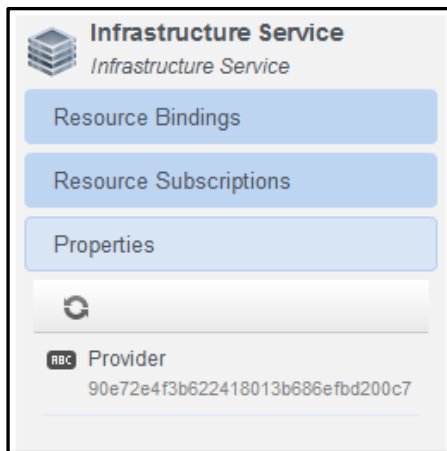 Infrastructure Service
Infrastructure Service
Resource Bindings
Resource Subscriptions
Properties
ABC Provider
90e72e4f3b622418013b686efbd200c7